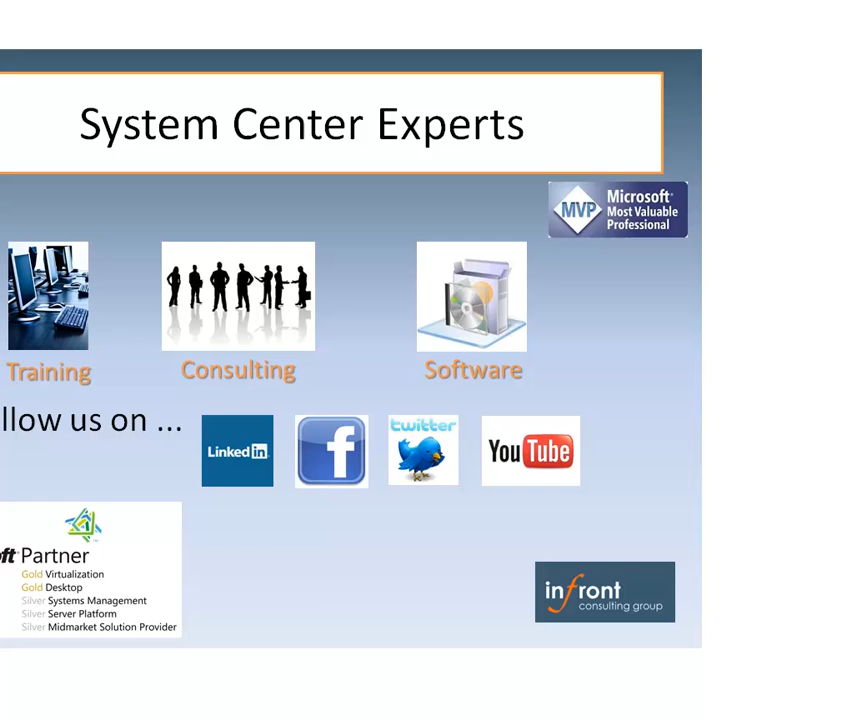 System Center Experts
MVP
Microsoft®
Most Valuable
Professional
Training
Consulting
Software
llow us on ...
Linked in
f
twitter
You Tube
ft Partner
Gold Virtualization
Gold Desktop
Silver Systems Management
Silver Server Platform
Silver Midmarket Solution Provider
infront
consulting group